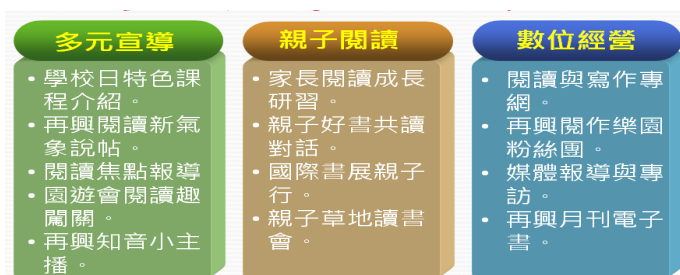 多元宣導
• 學校日特色課
程介紹。
• 再興閱讀新氣
象說帖。
• 閱讀焦點報導
• 園遊會閱讀趣
闖關。
• 再興知音小主
播。
親子閱讀
• 家長閱讀成長
研習。
• 親子好書共讀
對話。
• 國際書展親子
行。
• 親子草地讀書
會。
數位經營
• 閱讀與寫作專
網。
• 再興閱作樂園
粉絲團。
• 媒體報導與專
訪。
• 再興月刊電子
書。